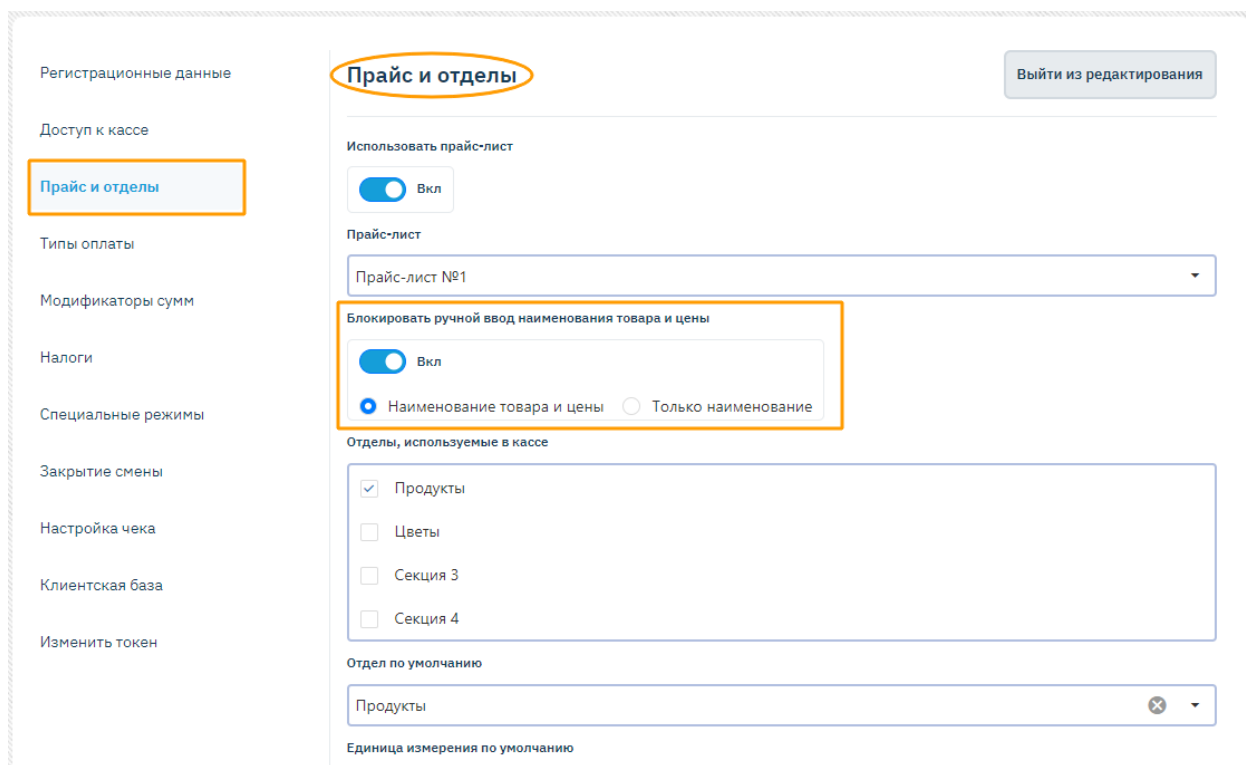 Регистрационные данные
Доступ к кассе
Прайс и отделы
Типы оплаты
Модификаторы сумм
Налоги
Специальные режимы
Закрытие смены
Настройка чека
Клиентская база
Изменить токен
Прайс и отделы
Выйти из редактирования
Использовать прайс-лист
Вкл
Прайс-лист
Прайс-лист №1
Блокировать ручной ввод наименования товара и цены
Вкл
Наименование товара и цены Только наименование
Отделы, используемые в кассе
Продукты
Цветы
Секция 3
Секция 4
Отдел по умолчанию
Продукты
Единица измерения по умолчанию